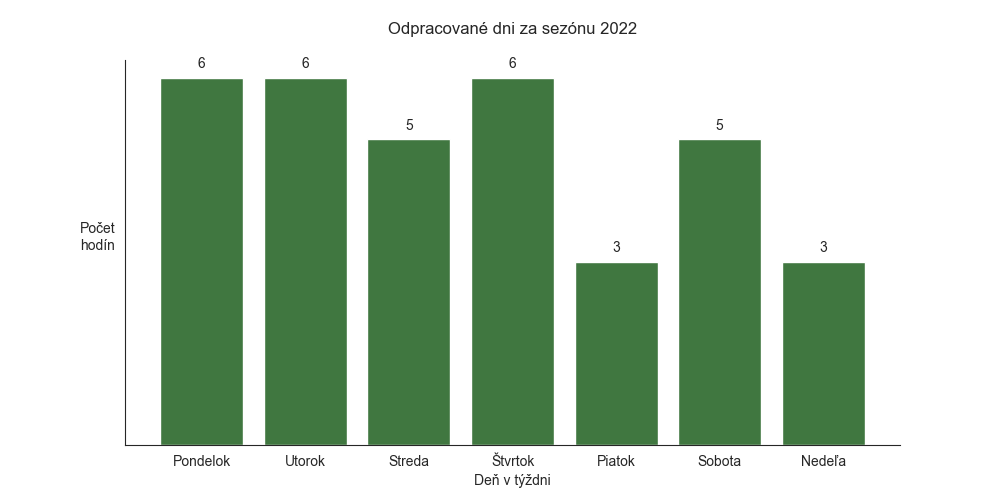 Odpracované dni za sezónu 2022
6
6
5
6
3
5
3
Počet
hodín
Pondelok
Utorok
Streda
Štvrtok
Piatok
Sobota
Nedeľa
Deň v týždni